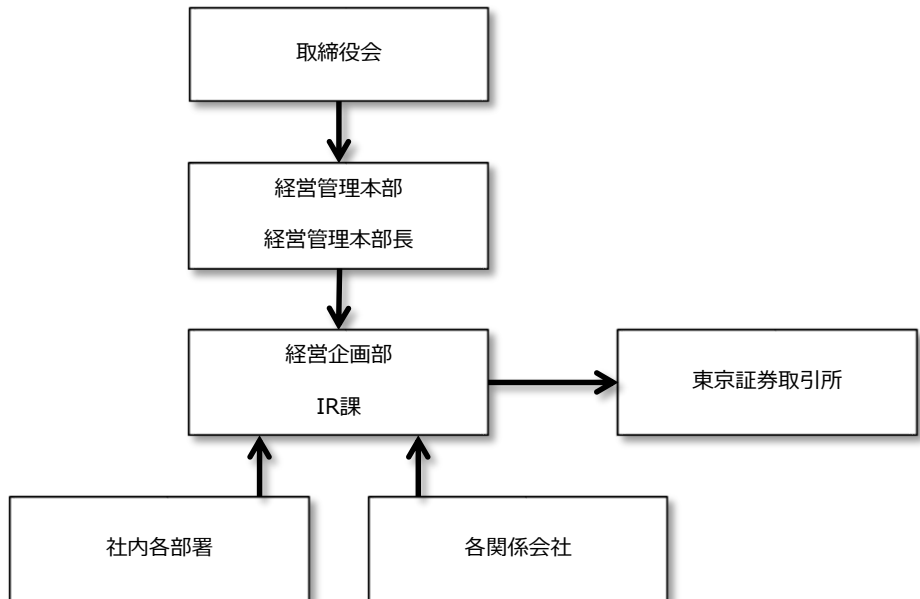 取締役会
経営管理本部
経営管理本部長
経営企画部
IR課
東京証券取引所
社内各部署
各関係会社